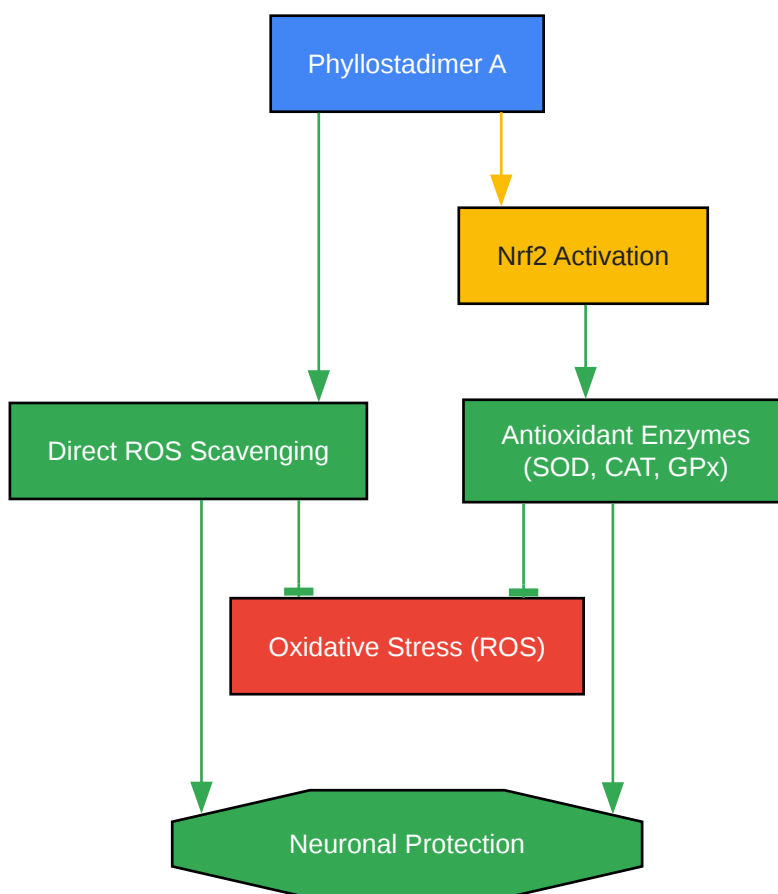 Phyllostadimer A
Nrf2 Activation
Direct ROS Scavenging
Antioxidant Enzymes
(SOD, CAT, GPx)
Oxidative Stress (ROS)
Neuronal Protection